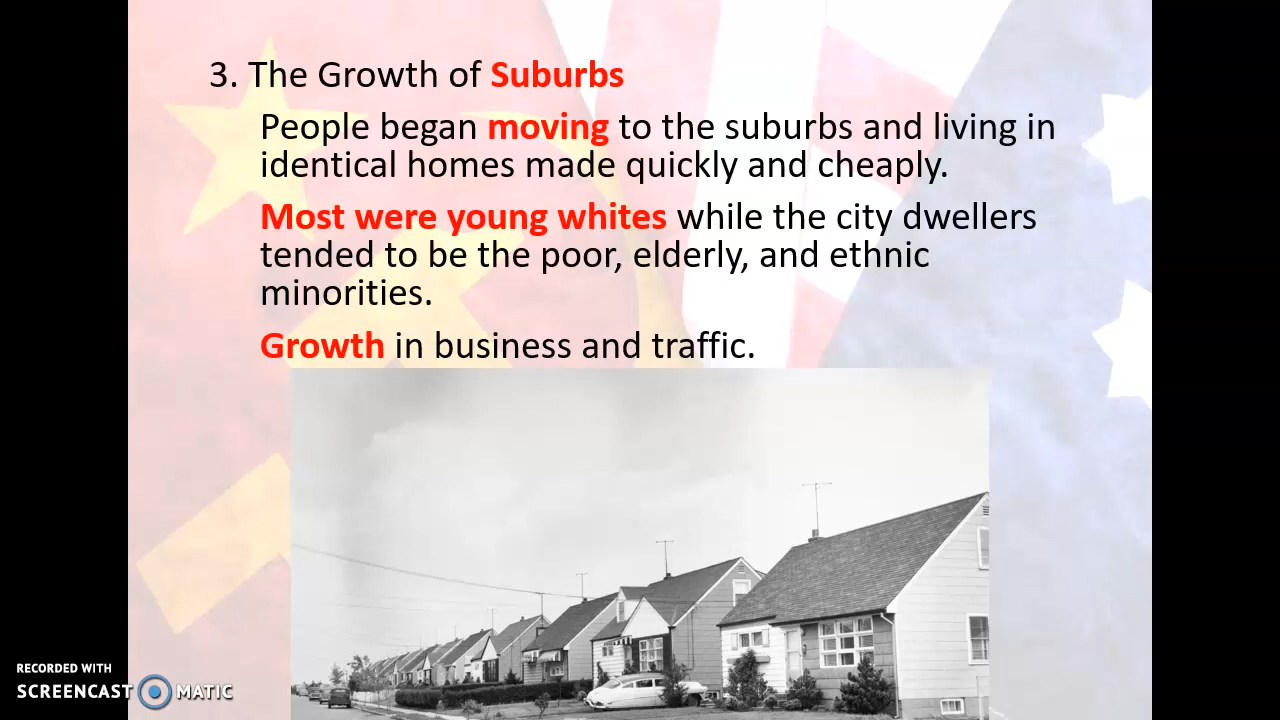 3. The Growth of Suburbs
People began moving to the suburbs and living in
identical homes made quickly and cheaply.
Most were young whites while the city dwellers
tended to be the poor, elderly, and ethnic
minorities.
Growth in business and traffic.
RECORDED WITH
SCREENCAST MATIC